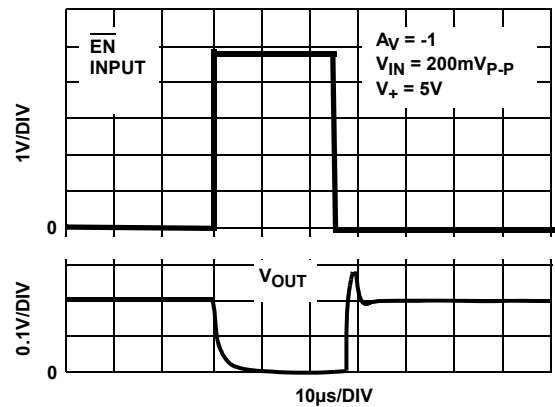 EN
INPUT
A_V = -1
V_IN = 200mV_P-P
V_+ = 5V
1V/DIV
0
V_OUT
0.1V/DIV
0
10µs/DIV